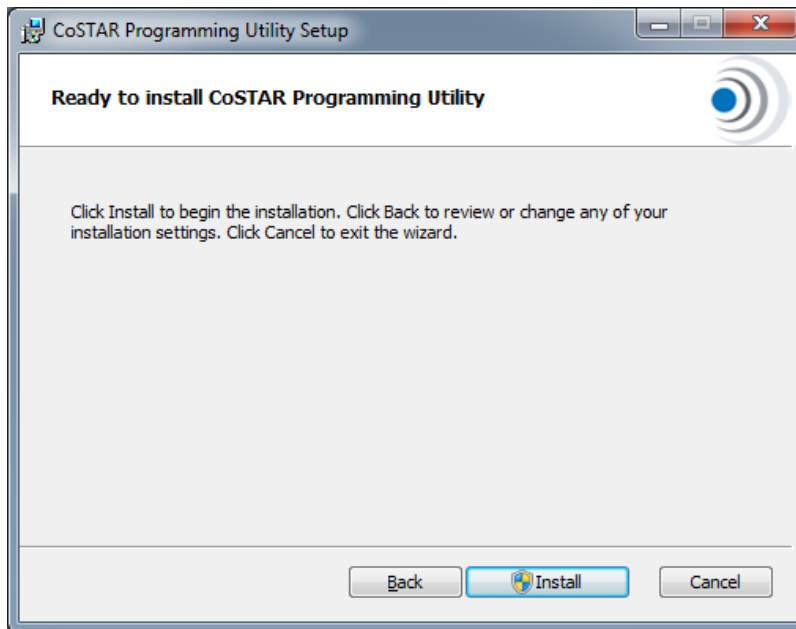 CoSTAR Programming Utility Setup
Ready to install CoSTAR Programming Utility
Click Install to begin the installation. Click Back to review or change any of your
installation settings. Click Cancel to exit the wizard.
Back
Install
Cancel